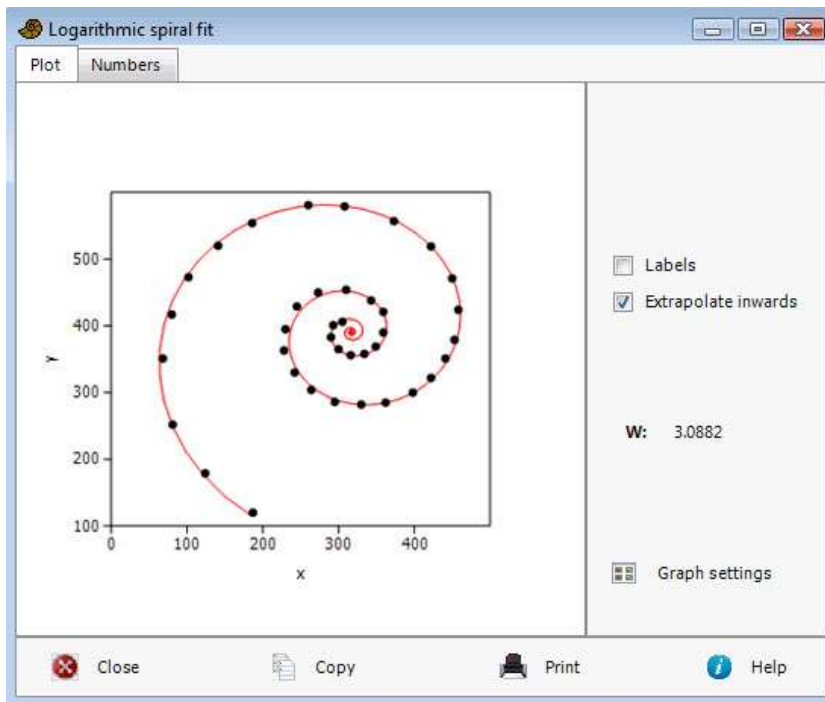 Logarithmic spiral fit
Plot
Numbers
500
400
300
200
100
0
100
200
300
400
y
x
Labels
Extrapolate inwards
W: 3.0882
Graph settings
Close
Copy
Print
Help